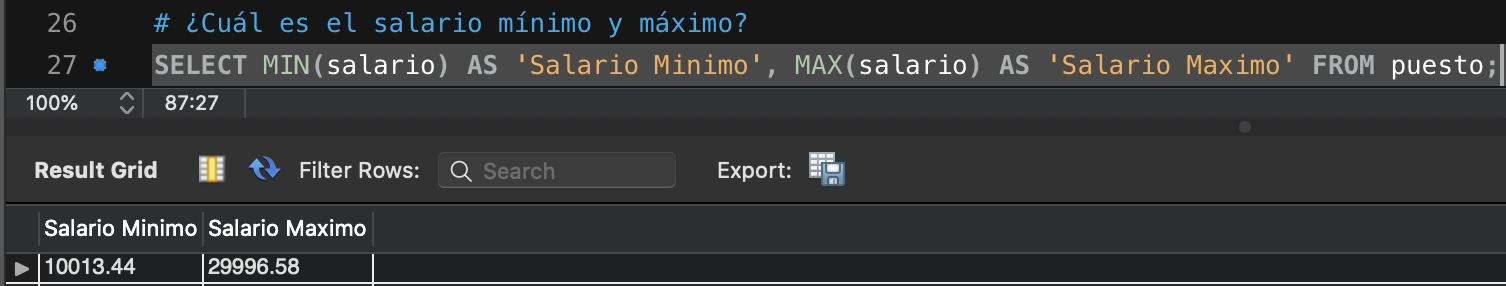 26 # ¿Cuál es el salario mínimo y máximo?
27 SELECT MIN(salario) AS 'Salario Minimo', MAX(salario) AS 'Salario Maximo' FROM puesto;
100% 87:27
Result Grid Filter Rows: Search Export:
Salario Minimo Salario Maximo
10013.44 29996.58